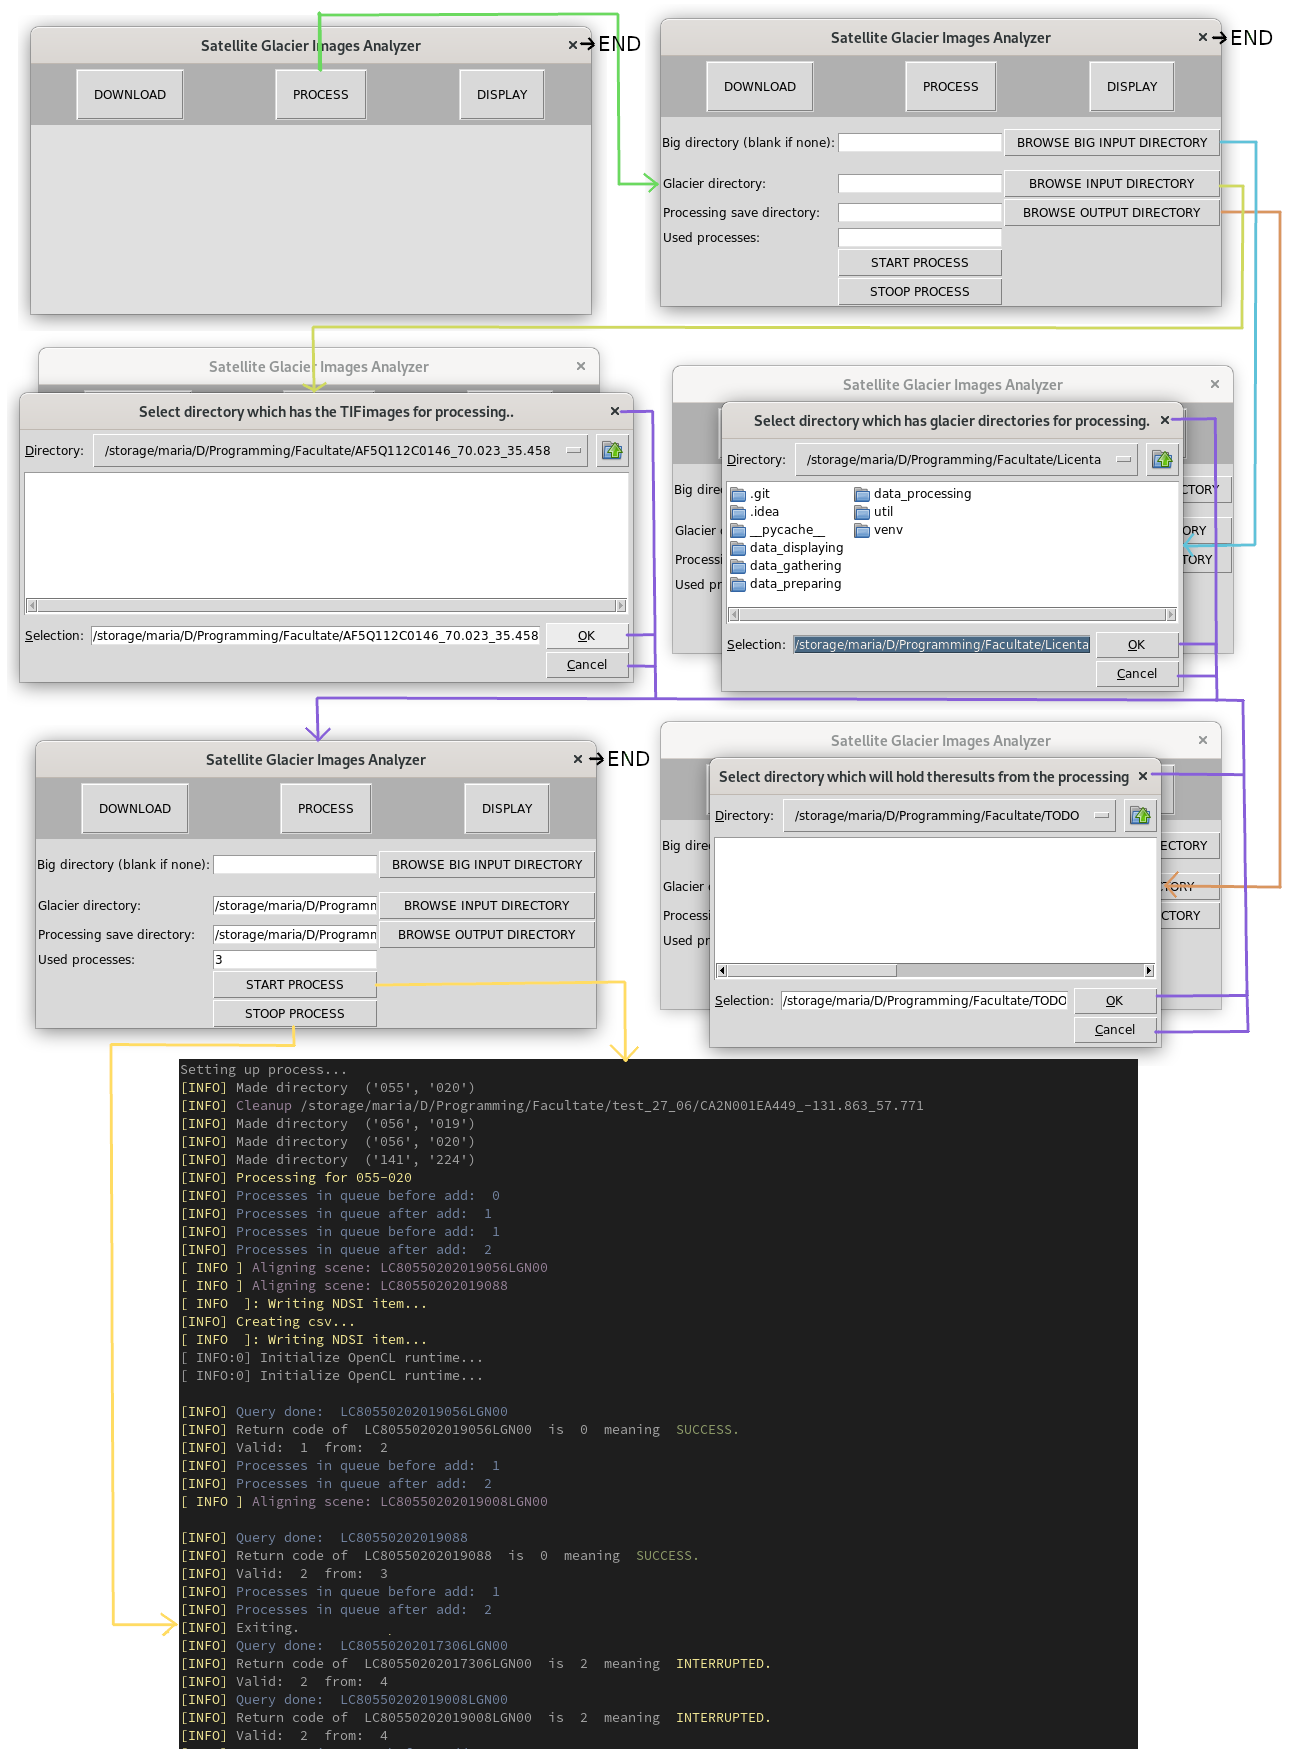 Satellite Glacier Images Analyzer
→END
DOWNLOAD PROCESS DISPLAY
Satellite Glacier Images Analyzer
→END
DOWNLOAD PROCESS DISPLAY
Big directory (blank if none): BROWSE BIG INPUT DIRECTORY
Glacier directory: BROWSE INPUT DIRECTORY
Processing save directory: BROWSE OUTPUT DIRECTORY
Used processes:
START PROCESS
STOOP PROCESS
Satellite Glacier Images Analyzer
Select directory which has the TIFimages for processing..
Directory: /storage/maria/D/Programming/Facultate/AF5Q112C0146_70.023_35.458
Selection: /storage/maria/D/Programming/Facultate/AF5Q112C0146_70.023_35.458 OK
Cancel
Satellite Glacier Images Analyzer
Select directory which has glacier directories for processing.
Directory: /storage/maria/D/Programming/Facultate/Licenta
Big dire CTORY
Glacier ORY
Processi TORY
Used pr
.git data_processing
.idea util
__pycache__ venv
data_displaying
data_gathering
data_preparing
Selection: /storage/maria/D/Programming/Facultate/Licenta OK
Cancel
Satellite Glacier Images Analyzer
→END
DOWNLOAD PROCESS DISPLAY
Big directory (blank if none): BROWSE BIG INPUT DIRECTORY
Glacier directory: /storage/maria/D/Programm BROWSE INPUT DIRECTORY
Processing save directory: /storage/maria/D/Programm BROWSE OUTPUT DIRECTORY
Used processes: 3
START PROCESS
STOOP PROCESS
Satellite Glacier Images Analyzer
Select directory which will hold theresults from the processing
Directory: /storage/maria/D/Programming/Facultate/TODO
Big dire ECTORY
Glacier TORY
Processi CTORY
Used pr
Selection: /storage/maria/D/Programming/Facultate/TODO OK
Cancel
Setting up process...
[INFO] Made directory ('055', '020')
[INFO] Cleanup /storage/maria/D/Programming/Facultate/test_27_06/CA2N001EA449_-131.863_57.771
[INFO] Made directory ('056', '019')
[INFO] Made directory ('056', '020')
[INFO] Made directory ('141', '224')
[INFO] Processing for 055-020
[INFO] Processes in queue before add: 0
[INFO] Processes in queue after add: 1
[INFO] Processes in queue before add: 1
[INFO] Processes in queue after add: 2
[ INFO ] Aligning scene: LC80550202019056LGN00
[ INFO ] Aligning scene: LC80550202019088
[ INFO  ]: Writing NDSI item...
[INFO] Creating csv...
[ INFO  ]: Writing NDSI item...
[ INFO:0] Initialize OpenCL runtime...
[ INFO:0] Initialize OpenCL runtime...
[INFO] Query done: LC80550202019056LGN00
[INFO] Return code of LC80550202019056LGN00 is 0 meaning SUCCESS.
[INFO] Valid: 1 from: 2
[INFO] Processes in queue before add: 1
[INFO] Processes in queue after add: 2
[ INFO ] Aligning scene: LC80550202019008LGN00
[INFO] Query done: LC80550202019088
[INFO] Return code of LC80550202019088 is 0 meaning SUCCESS.
[INFO] Valid: 2 from: 3
[INFO] Processes in queue before add: 1
[INFO] Processes in queue after add: 2
[INFO] Exiting.
[INFO] Query done: LC80550202017306LGN00
[INFO] Return code of LC80550202017306LGN00 is 2 meaning INTERRUPTED.
[INFO] Valid: 2 from: 4
[INFO] Query done: LC80550202019008LGN00
[INFO] Return code of LC80550202019008LGN00 is 2 meaning INTERRUPTED.
[INFO] Valid: 2 from: 4